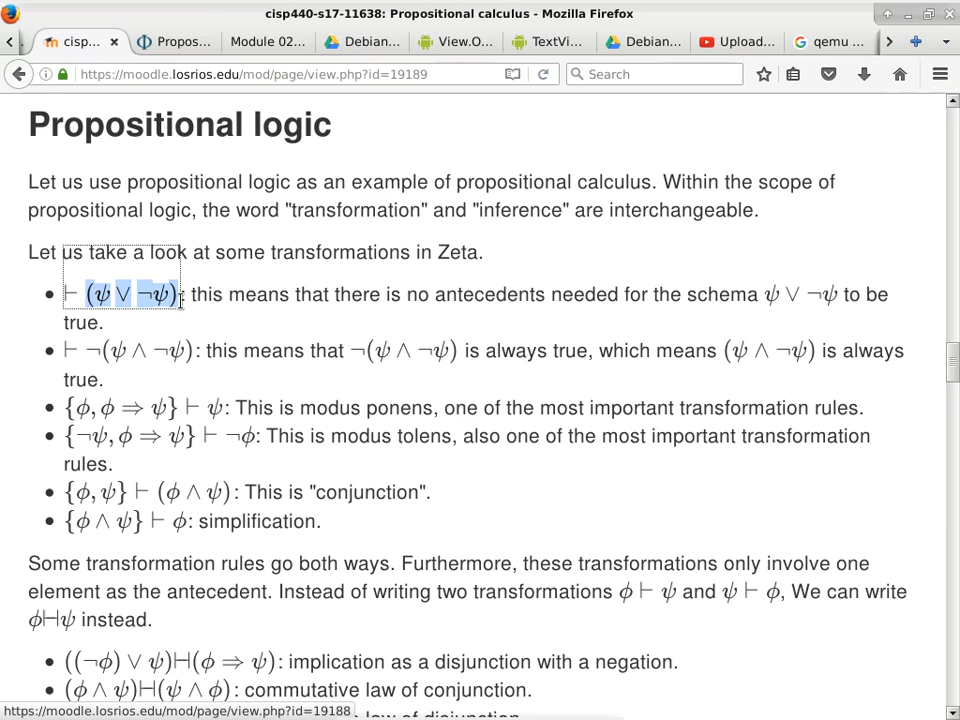 cisp440-s17-11638: Propositional calculus - Mozilla Firefox
cisp... Propos... Module 02... Debian... View.O... TextVi... Debian... Upload... qemu ...
https://moodle.losrios.edu/mod/page/view.php?id=19189 Search
Propositional logic
Let us use propositional logic as an example of propositional calculus. Within the scope of
propositional logic, the word "transformation" and "inference" are interchangeable.
Let us take a look at some transformations in Zeta.
• ⊢ (ψ ∨ ¬ψ): this means that there is no antecedents needed for the schema ψ ∨ ¬ψ to be
true.
• ⊢ ¬(ψ ∧ ¬ψ): this means that ¬(ψ ∧ ¬ψ) is always true, which means (ψ ∧ ¬ψ) is always
true.
• {ϕ, ϕ ⇒ ψ} ⊢ ψ: This is modus ponens, one of the most important transformation rules.
• {¬ψ, ϕ ⇒ ψ} ⊢ ¬ϕ: This is modus tolens, also one of the most important transformation
rules.
• {ϕ, ψ} ⊢ (ϕ ∧ ψ): This is "conjunction".
• {ϕ ∧ ψ} ⊢ ϕ: simplification.
Some transformation rules go both ways. Furthermore, these transformations only involve one
element as the antecedent. Instead of writing two transformations ϕ ⊢ ψ and ψ ⊢ ϕ, We can write
ϕ⊢⊣ψ instead.
• ((¬ϕ) ∨ ψ)⊢⊣(ϕ ⇒ ψ): implication as a disjunction with a negation.
• (ϕ ∧ ψ)⊢⊣(ψ ∧ ϕ): commutative law of conjunction.
law of disjunction.
https://moodle.losrios.edu/mod/page/view.php?id=19188